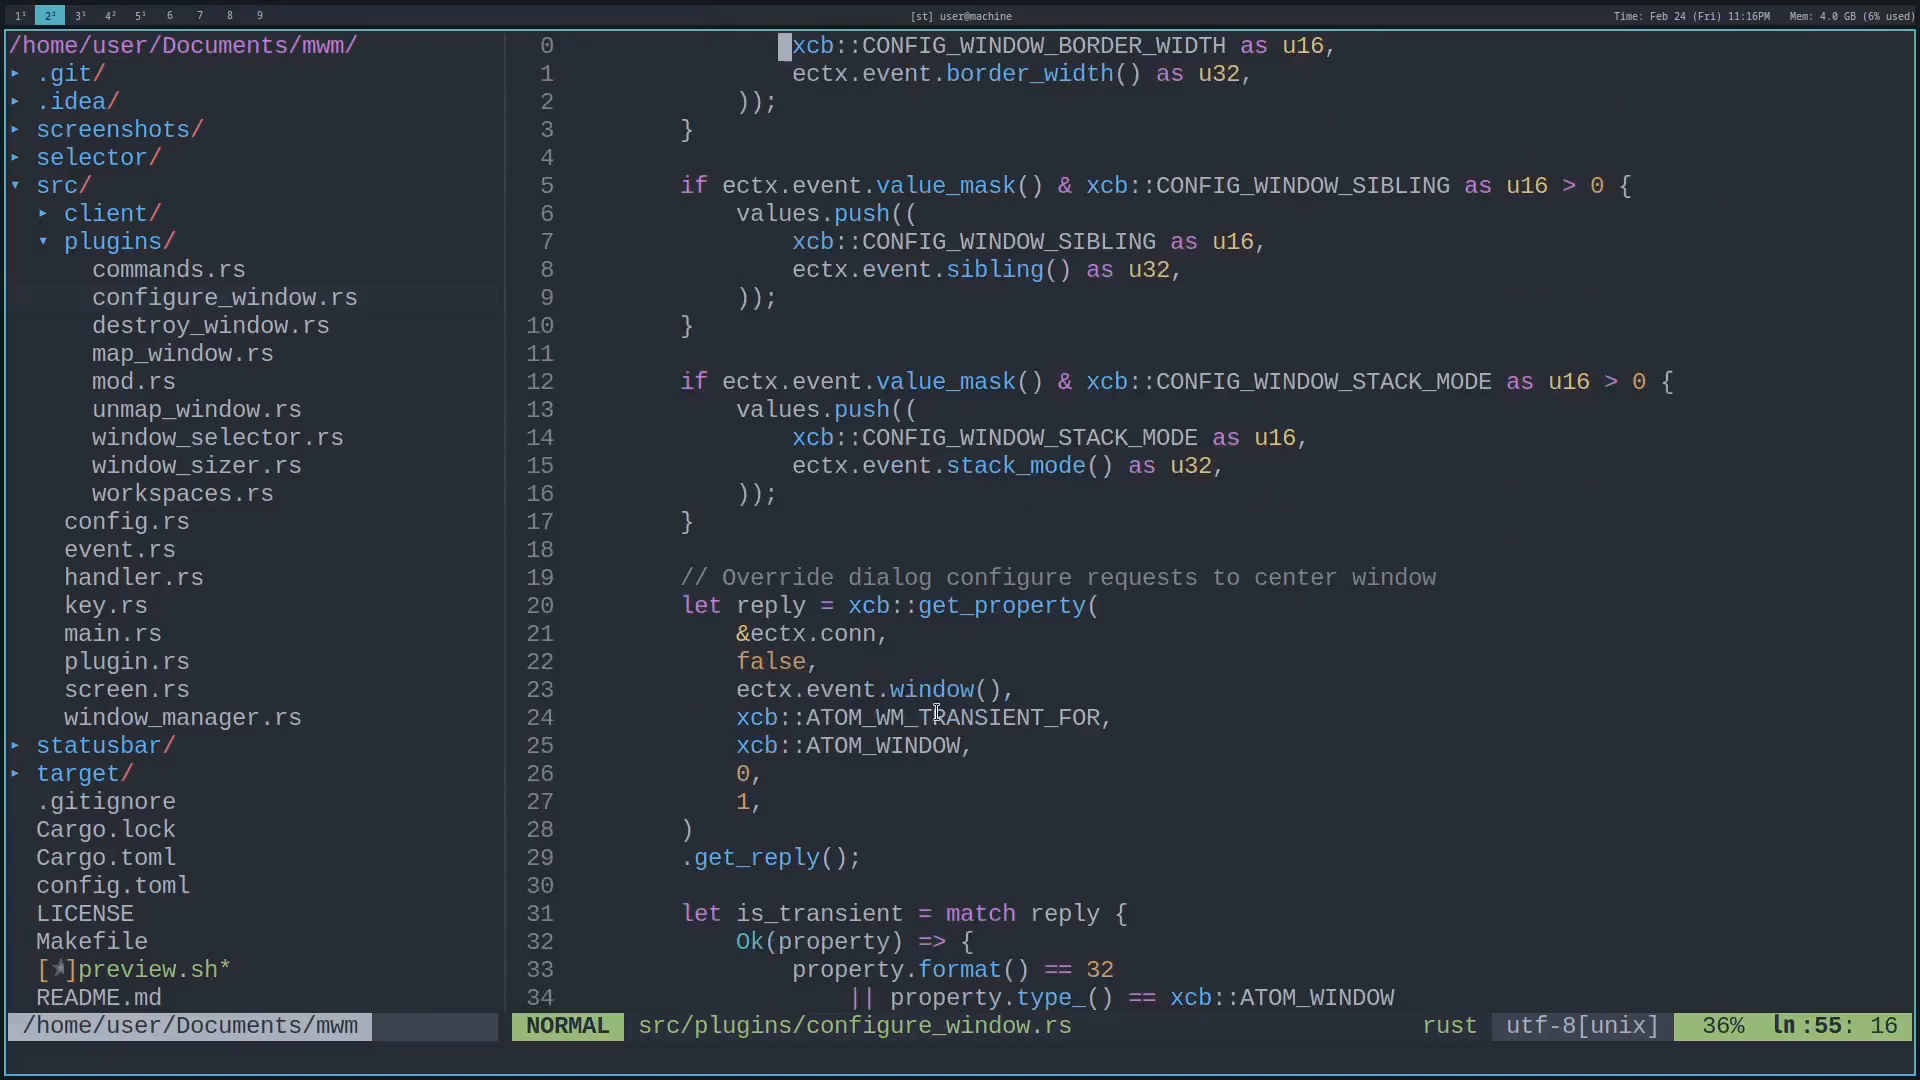 1¹ 2¹ 3¹ 4² 5¹ 6 7 8 9 [st] user@machine Time: Feb 24 (Fri) 11:16PM Mem: 4.0 GB (6% used)
/home/user/Documents/mwm/
▸ .git/
▸ .idea/
▸ screenshots/
▸ selector/
▾ src/
▸ client/
▾ plugins/
commands.rs
configure_window.rs
destroy_window.rs
map_window.rs
mod.rs
unmap_window.rs
window_selector.rs
window_sizer.rs
workspaces.rs
config.rs
event.rs
handler.rs
key.rs
main.rs
plugin.rs
screen.rs
window_manager.rs
▸ statusbar/
▸ target/
.gitignore
Cargo.lock
Cargo.toml
config.toml
LICENSE
Makefile
[★]preview.sh*
README.md
/home/user/Documents/mwm
0 xcb::CONFIG_WINDOW_BORDER_WIDTH as u16,
1 ectx.event.border_width() as u32,
2 ));
3 }
4
5 if ectx.event.value_mask() & xcb::CONFIG_WINDOW_SIBLING as u16 > 0 {
6 values.push((
7 xcb::CONFIG_WINDOW_SIBLING as u16,
8 ectx.event.sibling() as u32,
9 ));
10 }
11
12 if ectx.event.value_mask() & xcb::CONFIG_WINDOW_STACK_MODE as u16 > 0 {
13 values.push((
14 xcb::CONFIG_WINDOW_STACK_MODE as u16,
15 ectx.event.stack_mode() as u32,
16 ));
17 }
18
19 // Override dialog configure requests to center window
20 let reply = xcb::get_property(
21 &ectx.conn,
22 false,
23 ectx.event.window(),
24 xcb::ATOM_WM_TRANSIENT_FOR,
25 xcb::ATOM_WINDOW,
26 0,
27 1,
28 )
29 .get_reply();
30
31 let is_transient = match reply {
32 Ok(property) => {
33 property.format() == 32
34 || property.type_() == xcb::ATOM_WINDOW
NORMAL src/plugins/configure_window.rs rust utf-8[unix] 36% ln :55: 16